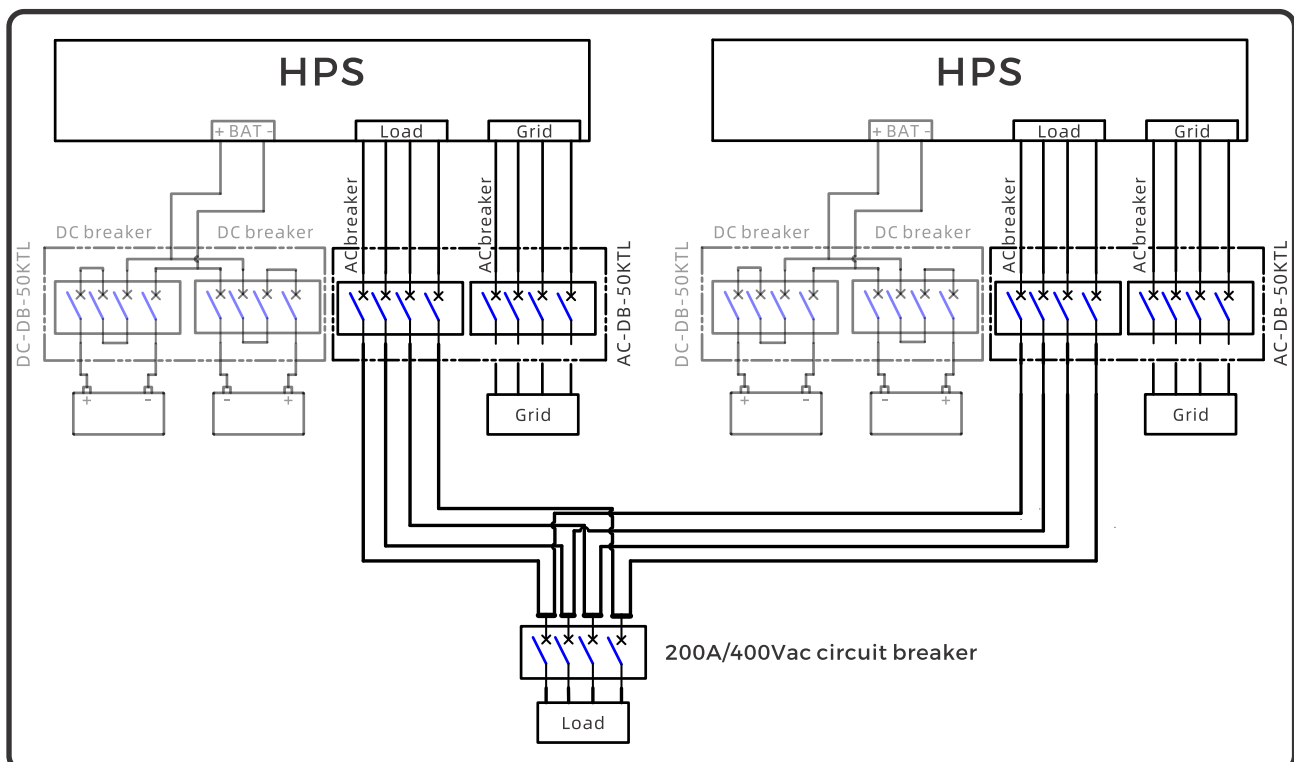 HPS
HPS
+ BAT -
Load
Grid
+ BAT -
Load
Grid
AC breaker
AC breaker
AC breaker
AC breaker
DC breaker
DC breaker
DC breaker
DC breaker
DC-DB-50KTL
AC-DB-50KTL
DC-DB-50KTL
AC-DB-50KTL
+ -
- +
Grid
+ -
- +
Grid
200A/400Vac circuit breaker
Load